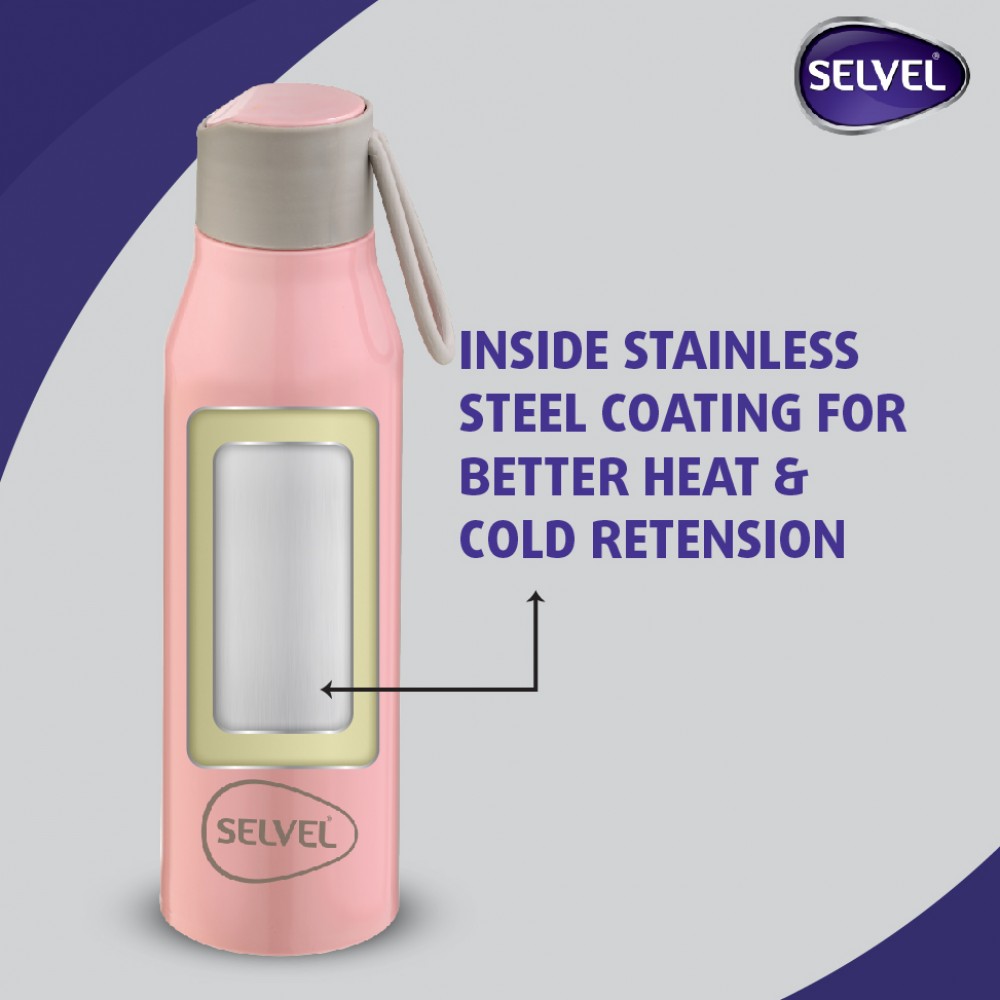 SELVEL®
INSIDE STAINLESS
STEEL COATING FOR
BETTER HEAT &
COLD RETENSION
SELVEL®